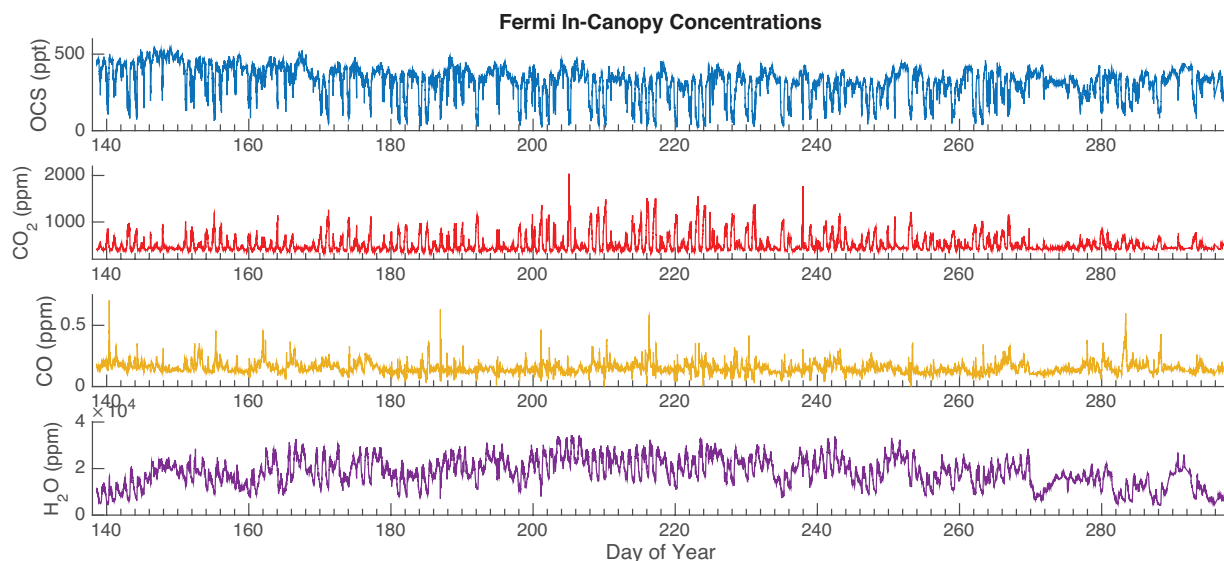 Fermi In-Canopy Concentrations
OCS (ppt)
500
0
140 160 180 200 220 240 260 280
CO2 (ppm)
2000
1000
140 160 180 200 220 240 260 280
CO (ppm)
0.5
0
140 160 180 200 220 240 260 280
×10^4
H2O (ppm)
4
2
0
140 160 180 200 220 240 260 280
Day of Year